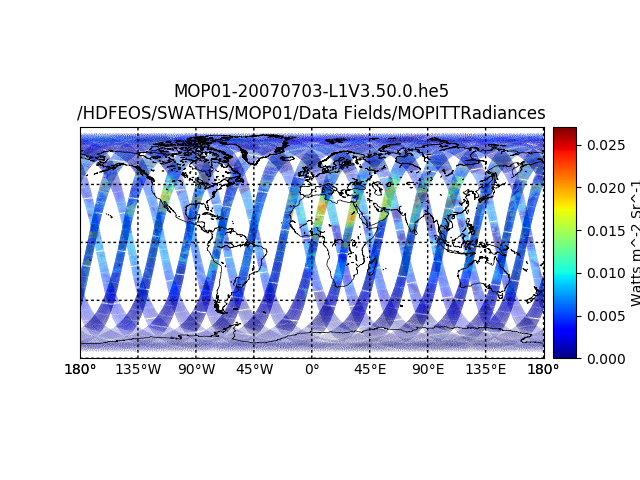 MOP01-20070703-L1V3.50.0.he5
/HDFEOS/SWATHS/MOP01/Data Fields/MOPITTRadiances
0.025
0.020
0.015
0.010
0.005
0.000
Watts m^-2 Sr^-1
180° 135°W 90°W 45°W 0° 45°E 90°E 135°E 180°